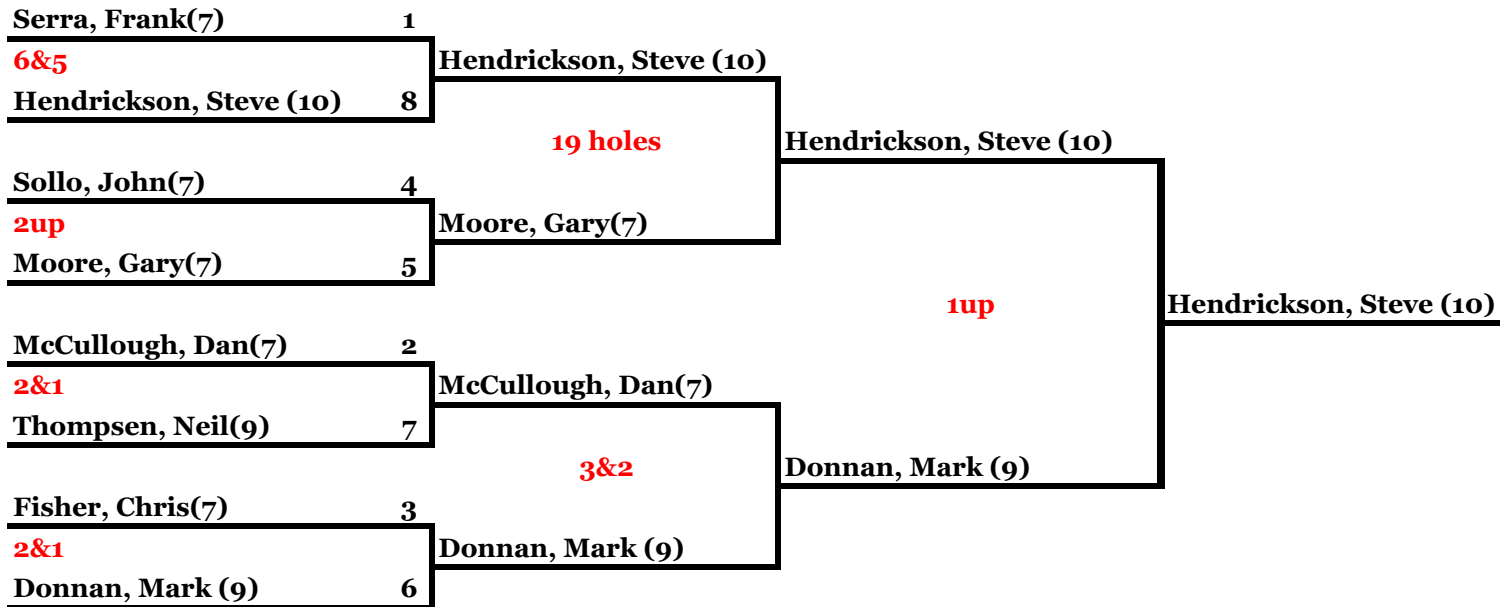 Serra, Frank(7) 1
6&5
Hendrickson, Steve (10) 8
Sollo, John(7) 4
2up
Moore, Gary(7) 5
McCullough, Dan(7) 2
2&1
Thompsen, Neil(9) 7
Fisher, Chris(7) 3
2&1
Donnan, Mark (9) 6
Hendrickson, Steve (10)
19 holes
Moore, Gary(7)
McCullough, Dan(7)
3&2
Donnan, Mark (9)
Hendrickson, Steve (10)
1up
Donnan, Mark (9)
Hendrickson, Steve (10)